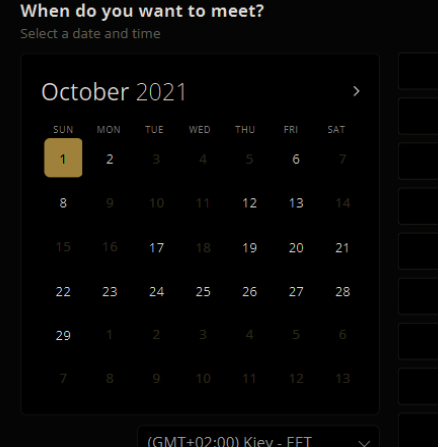 When do you want to meet?
Select a date and time
October 2021
SUN MON TUE WED THU FRI SAT
1 2 3 4 5 6 7
8 9 10 11 12 13 14
15 16 17 18 19 20 21
22 23 24 25 26 27 28
29 1 2 3 4 5 6
7 8 9 10 11 12 13
(GMT+02:00) Kiev - EET